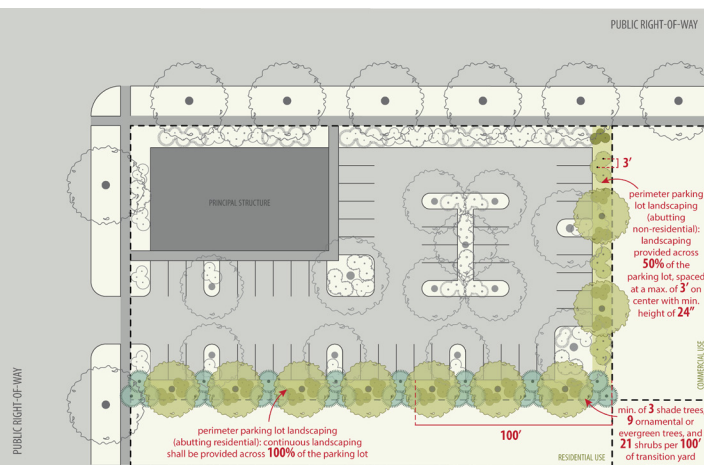 PUBLIC RIGHT-OF-WAY
3'
PRINCIPAL STRUCTURE
perimeter parking
lot landscaping
(abutting
non-residential):
landscaping
provided across
50% of the
parking lot, spaced
at a max. of 3' on
center with min.
height of 24"
COMMERCIAL USE
PUBLIC RIGHT-OF-WAY
perimeter parking lot landscaping
(abutting residential): continuous landscaping
shall be provided across 100% of the parking lot
100'
min. of 3 shade trees,
9 ornamental or
evergreen trees, and
21 shrubs per 100'
of transition yard
RESIDENTIAL USE